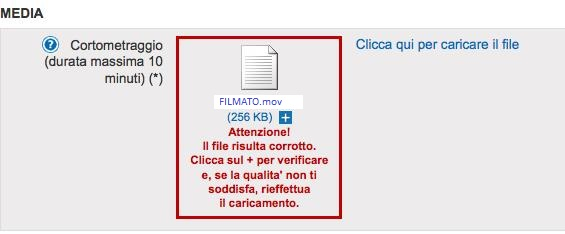 MEDIA
? Cortometraggio
(durata massima 10
minuti) (*)
FILMATO.mov
(256 KB) +
Attenzione!
Il file risulta corrotto.
Clicca sul + per verificare
e, se la qualita' non ti
soddisfa, rieffettua
il caricamento.
Clicca qui per caricare il file